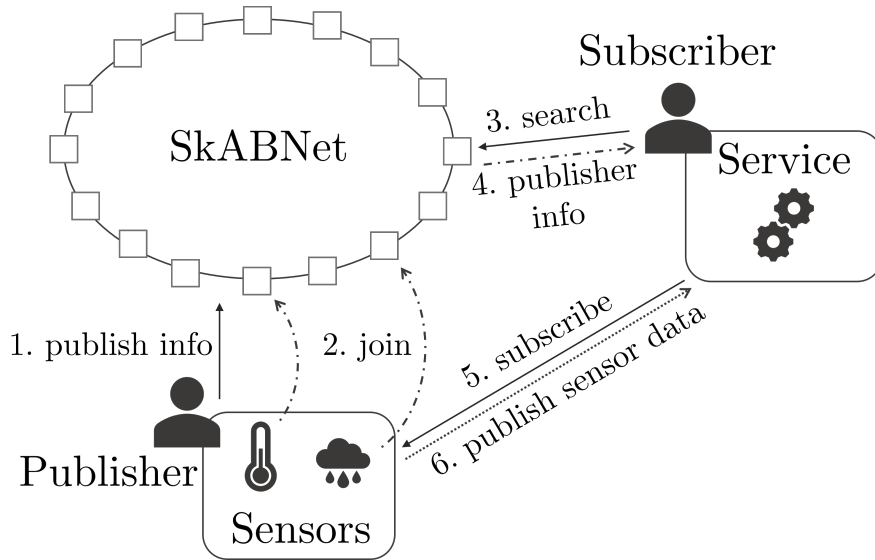 Subscriber
SkABNet
3. search
4. publisher
info
Service
1. publish info
2. join
5. subscribe
6. publish sensor data
Publisher
Sensors